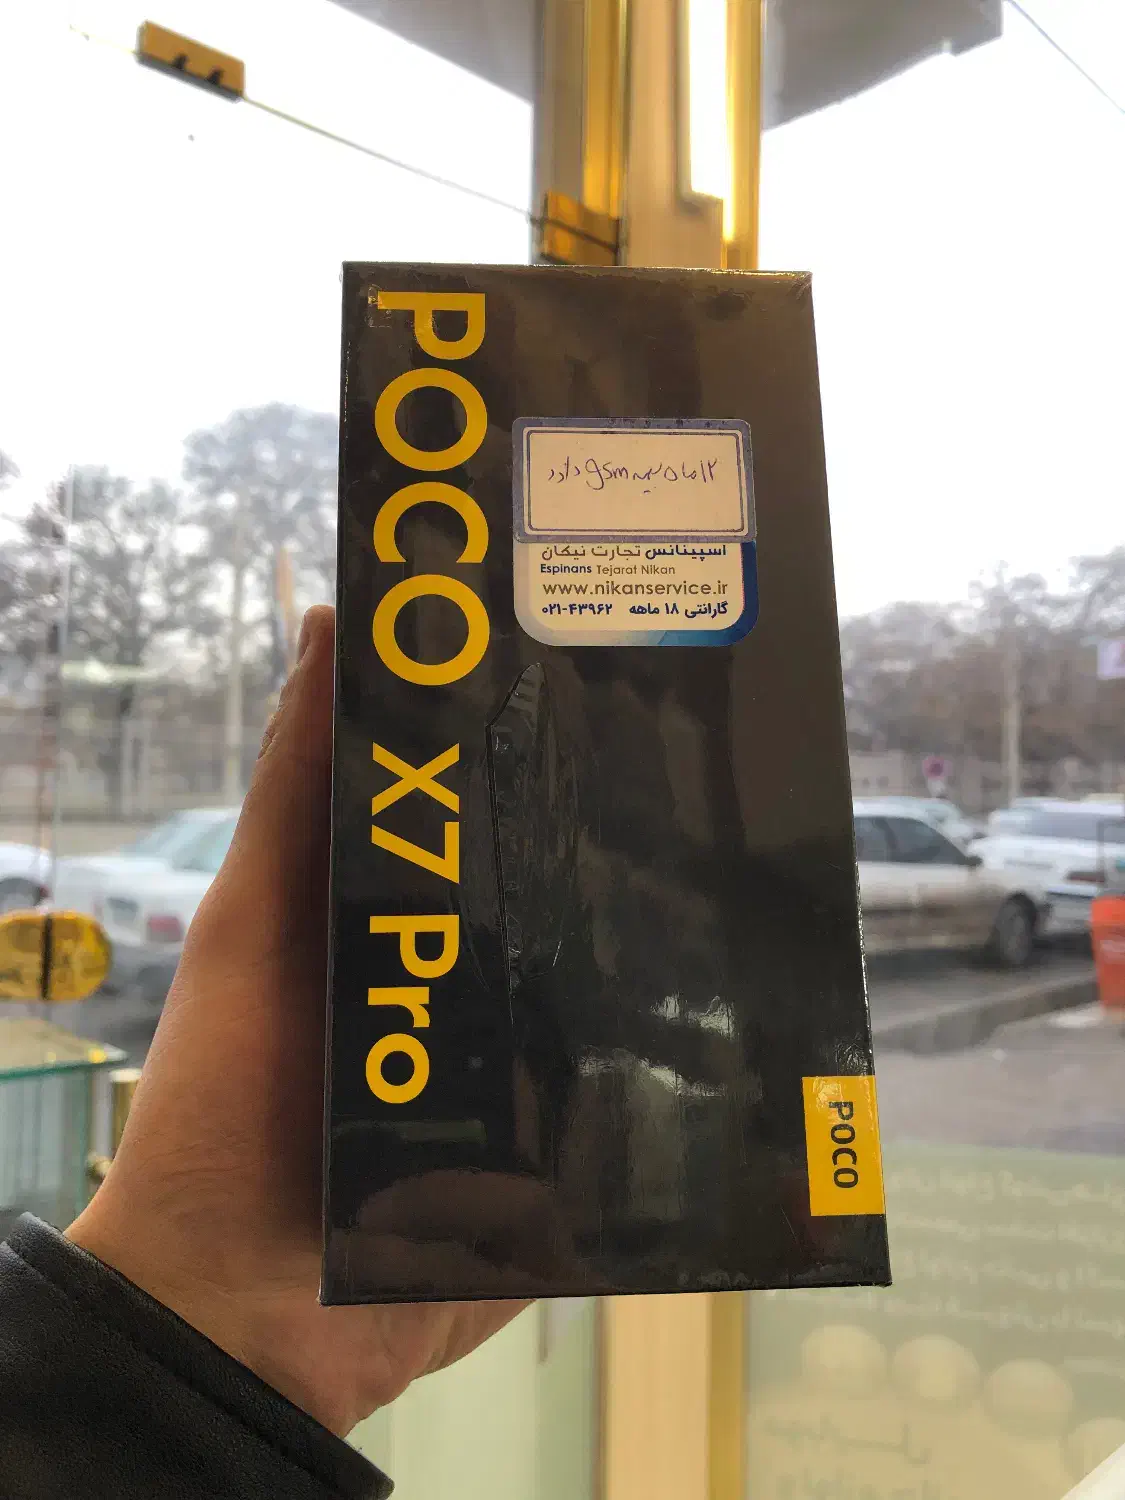 POCO X7 Pro
۱۲ ماه بیمه gsm دارد
اسپینانس تجارت نیکان
Espinans Tejarat Nikan
www.nikanservice.ir
گارانتی ۱۸ ماهه ۰۲۱-۴۳۹۶۲
POCO